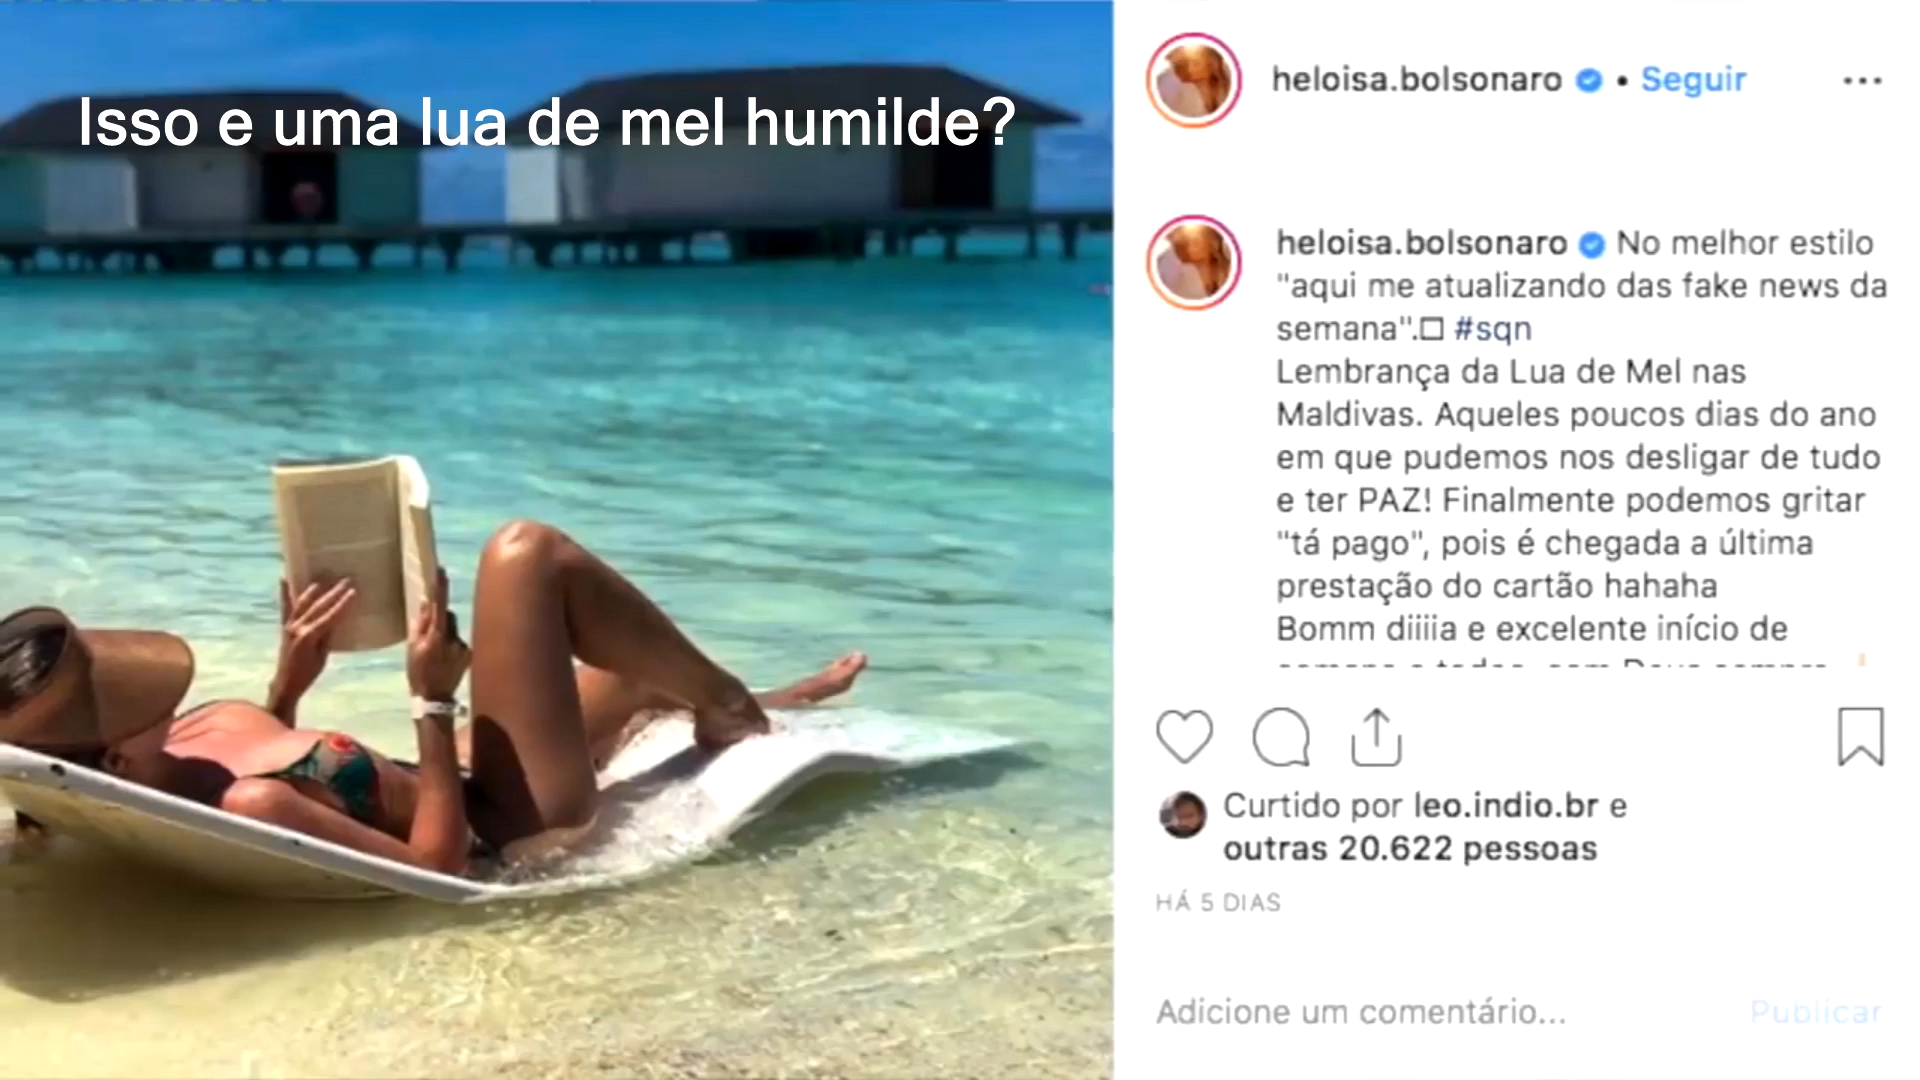 Isso e uma lua de mel humilde?
heloisa.bolsonaro • Seguir
heloisa.bolsonaro No melhor estilo
"aqui me atualizando das fake news da
semana".□ #sqn
Lembrança da Lua de Mel nas
Maldivas. Aqueles poucos dias do ano
em que pudemos nos desligar de tudo
e ter PAZ! Finalmente podemos gritar
"tá pago", pois é chegada a última
prestação do cartão hahaha
Bomm diiiia e excelente início de
Curtido por leo.indio.br e
outras 20.622 pessoas
HÁ 5 DIAS
Adicione um comentário...
Publicar